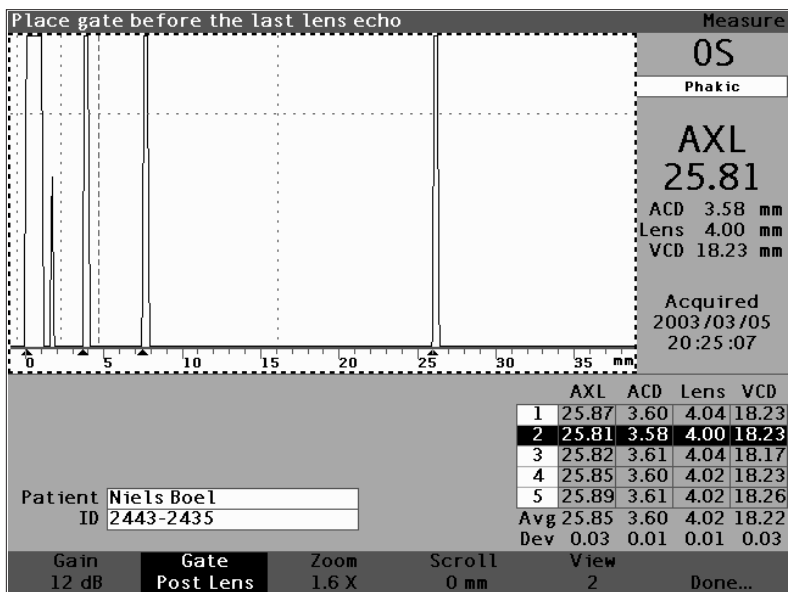 Place gate before the last lens echo
Measure
OS
Phakic
AXL
25.81
ACD 3.58 mm
Lens 4.00 mm
VCD 18.23 mm
Acquired
2003/03/05
20:25:07
0 5 10 15 20 25 30 35 mm
AXL ACD Lens VCD
1 25.87 3.60 4.04 18.23
2 25.81 3.58 4.00 18.23
3 25.82 3.61 4.04 18.17
4 25.85 3.60 4.02 18.23
5 25.89 3.61 4.02 18.26
Avg 25.85 3.60 4.02 18.22
Dev 0.03 0.01 0.01 0.03
Patient Niels Boel
ID 2443-2435
Gain Gate Zoom Scroll View
12 dB Post Lens 1.6 X 0 mm 2 Done...